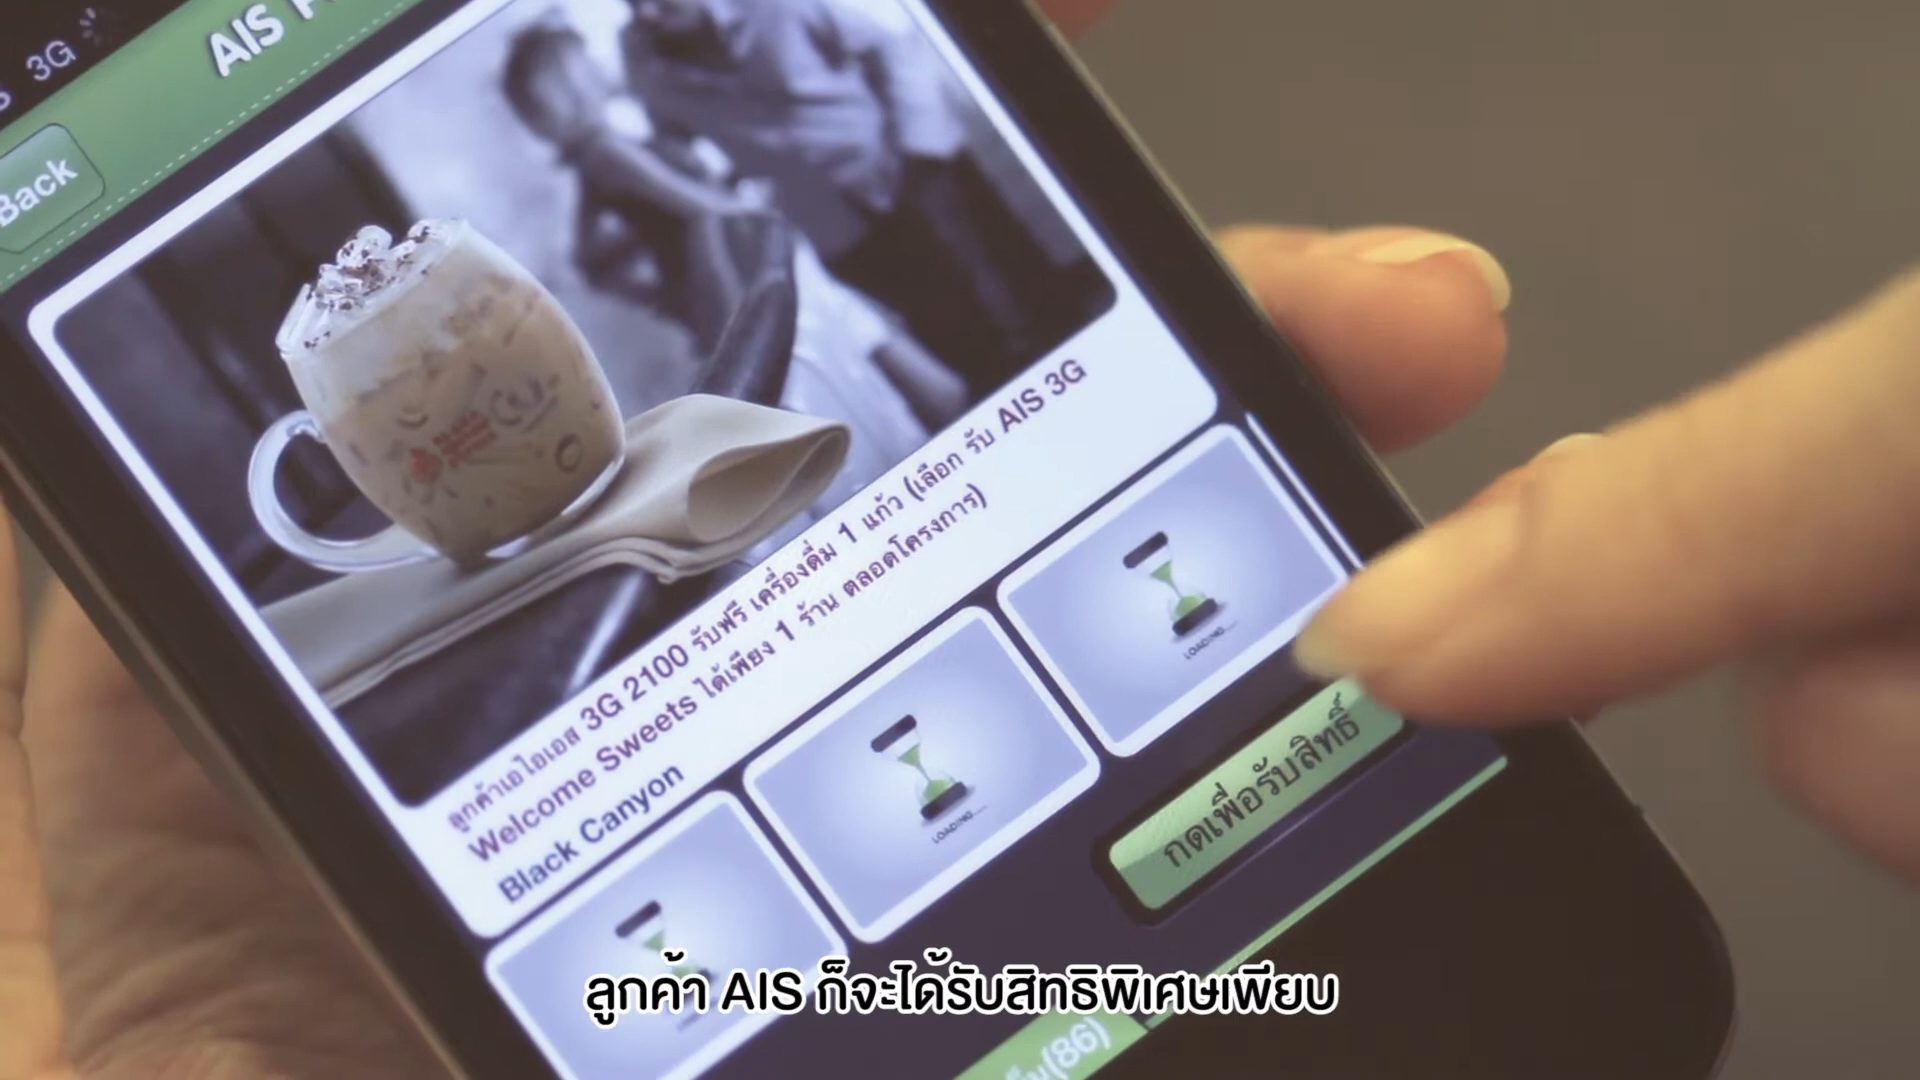 3G
AIS
Back
ลูกค้าเอไอเอส 3G 2100 รับฟรี เครื่องดื่ม 1 แก้ว (เลือก รับ AIS 3G
Welcome Sweets ได้เพียง 1 ร้าน ตลอดโครงการ)
Black Canyon
LOADING....
LOADING....
กดเพื่อรับสิทธิ์
ลูกค้า AIS ก็จะได้รับสิทธิพิเศษเพียบ
(86)